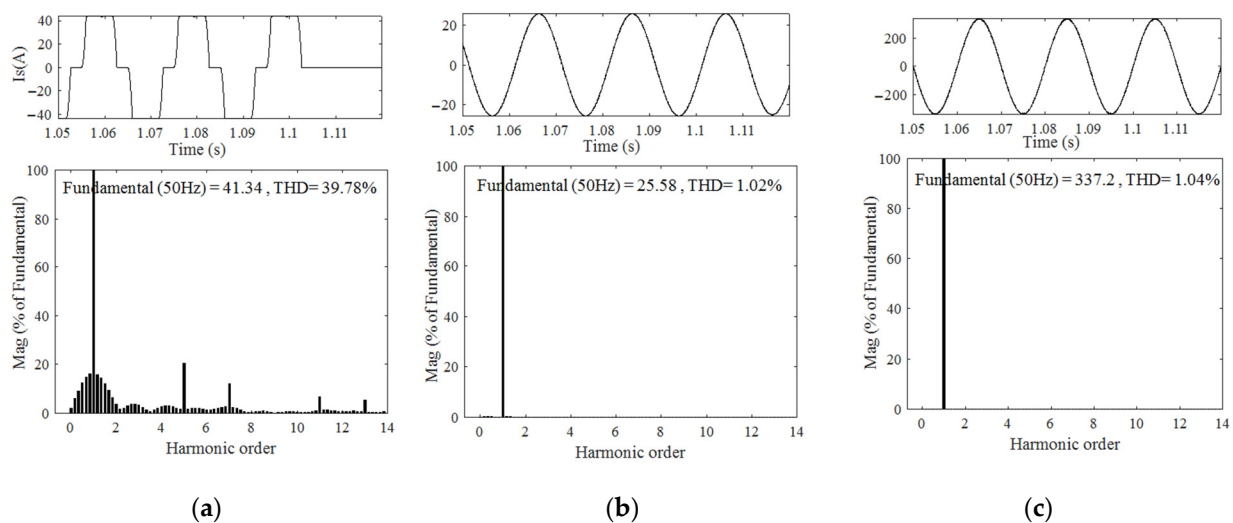 40
20
Is(A)
0
−20
−40
1.05 1.06 1.07 1.08 1.09 1.1 1.11
Time (s)
100
Fundamental (50Hz) = 41.34 , THD= 39.78%
80
60
Mag (% of Fundamental)
40
20
0
0 2 4 6 8 10 12 14
Harmonic order
(a)
20
0
−20
1.05 1.06 1.07 1.08 1.09 1.1 1.11
Time (s)
100
Fundamental (50Hz) = 25.58 , THD= 1.02%
80
60
Mag (% of Fundamental)
40
20
0
0 2 4 6 8 10 12 14
Harmonic order
(b)
200
0
−200
1.05 1.06 1.07 1.08 1.09 1.1 1.11
Time (s)
100
Fundamental (50Hz) = 337.2 , THD= 1.04%
80
60
Mag (% of Fundamental)
40
20
0
0 2 4 6 8 10 12 14
Harmonic order
(c)